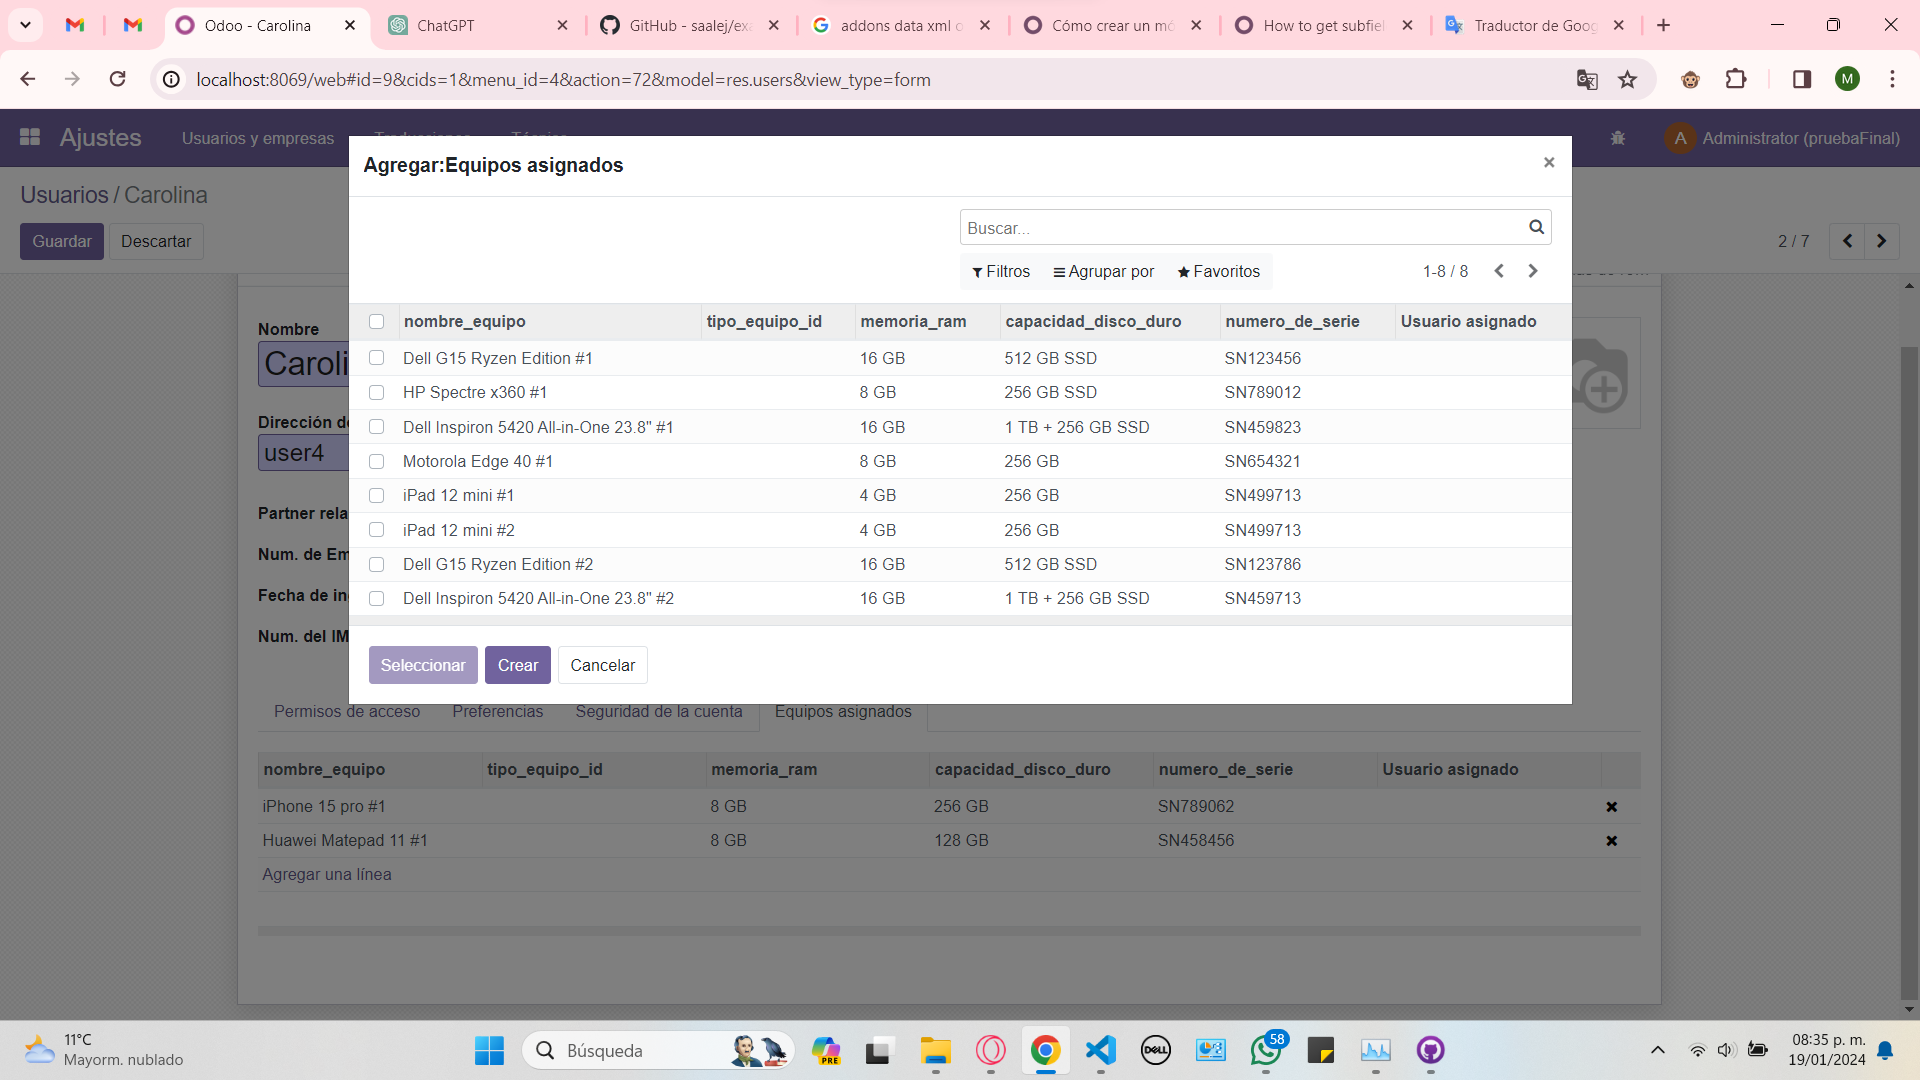 Odoo - Carolina
ChatGPT
GitHub - saalej/exa
addons data xml o
Cómo crear un mó
How to get subfiel
Traductor de Goog
localhost:8069/web#id=9&cids=1&menu_id=4&action=72&model=res.users&view_type=form
M
Ajustes
Usuarios y empresas
Traducciones
Técnico
A
Administrator (pruebaFinal)
Usuarios / Carolina
Guardar
Descartar
2 / 7
Agregar:Equipos asignados
×
Buscar...
Filtros
Agrupar por
Favoritos
1-8 / 8
nombre_equipo tipo_equipo_id memoria_ram capacidad_disco_duro numero_de_serie Usuario asignado
Dell G15 Ryzen Edition #1 16 GB 512 GB SSD SN123456
HP Spectre x360 #1 8 GB 256 GB SSD SN789012
Dell Inspiron 5420 All-in-One 23.8" #1 16 GB 1 TB + 256 GB SSD SN459823
Motorola Edge 40 #1 8 GB 256 GB SN654321
iPad 12 mini #1 4 GB 256 GB SN499713
iPad 12 mini #2 4 GB 256 GB SN499713
Dell G15 Ryzen Edition #2 16 GB 512 GB SSD SN123786
Dell Inspiron 5420 All-in-One 23.8" #2 16 GB 1 TB + 256 GB SSD SN459713
Seleccionar
Crear
Cancelar
Nombre
Caroli
Dirección de
user4
Partner rela
Num. de Em
Fecha de in
Num. del IM
Permisos de acceso
Preferencias
Seguridad de la cuenta
Equipos asignados
nombre_equipo tipo_equipo_id memoria_ram capacidad_disco_duro numero_de_serie Usuario asignado
iPhone 15 pro #1 8 GB 256 GB SN789062
Huawei Matepad 11 #1 8 GB 128 GB SN458456
Agregar una línea
11°C
Mayorm. nublado
Búsqueda
PRE
DELL
58
08:35 p. m.
19/01/2024